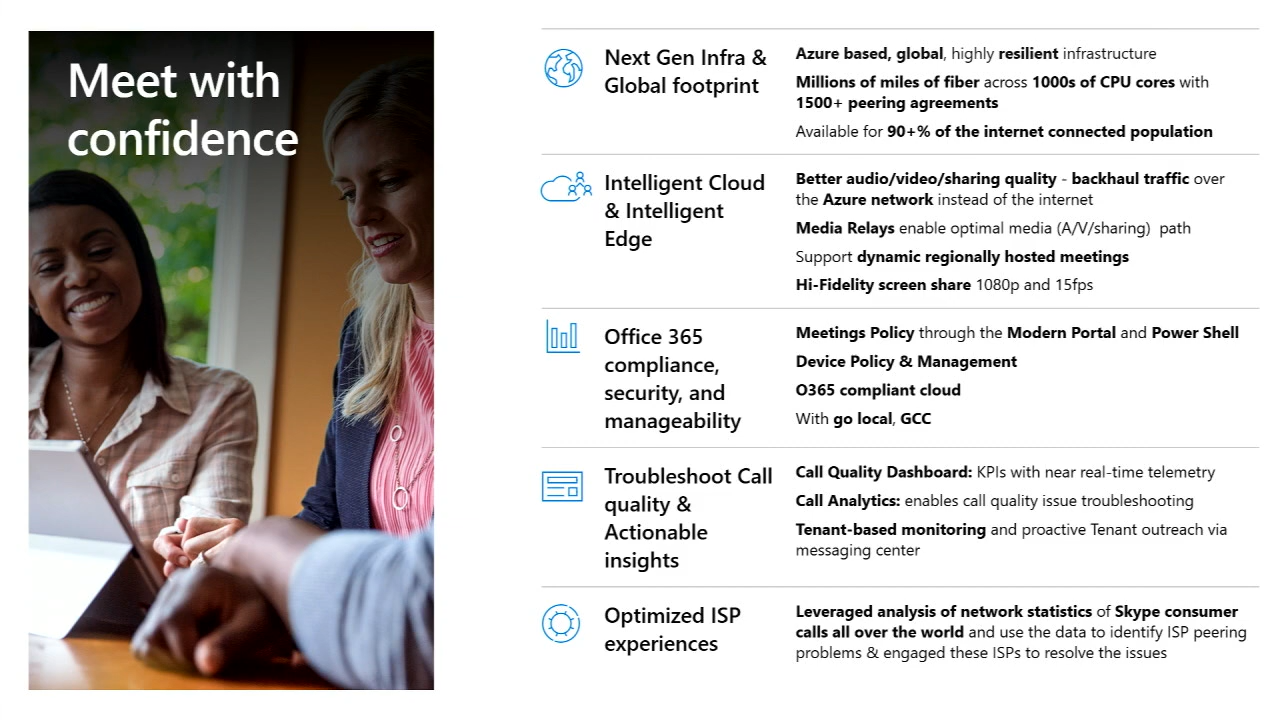 Meet with
confidence
Next Gen Infra &
Global footprint
Azure based, global, highly resilient infrastructure
Millions of miles of fiber across 1000s of CPU cores with
1500+ peering agreements
Available for 90+% of the internet connected population
Intelligent Cloud
& Intelligent
Edge
Better audio/video/sharing quality - backhaul traffic over
the Azure network instead of the internet
Media Relays enable optimal media (A/V/sharing)  path
Support dynamic regionally hosted meetings
Hi-Fidelity screen share 1080p and 15fps
Office 365
compliance,
security, and
manageability
Meetings Policy through the Modern Portal and Power Shell
Device Policy & Management
O365 compliant cloud
With go local, GCC
Troubleshoot Call
quality &
Actionable
insights
Call Quality Dashboard: KPIs with near real-time telemetry
Call Analytics: enables call quality issue troubleshooting
Tenant-based monitoring and proactive Tenant outreach via
messaging center
Optimized ISP
experiences
Leveraged analysis of network statistics of Skype consumer
calls all over the world and use the data to identify ISP peering
problems & engaged these ISPs to resolve the issues